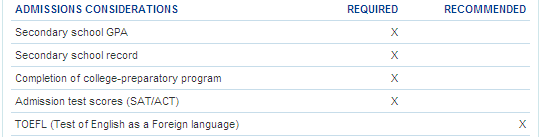 ADMISSIONS CONSIDERATIONS REQUIRED RECOMMENDED
Secondary school GPA X
Secondary school record X
Completion of college-preparatory program X
Admission test scores (SAT/ACT) X
TOEFL (Test of English as a Foreign language) X